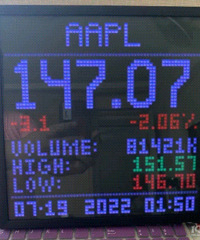 AAPL
147.07
-3.1 -2.06%
VOLUME: 81421K
HIGH: 151.57
LOW: 146.70
07-19 2022 01:50